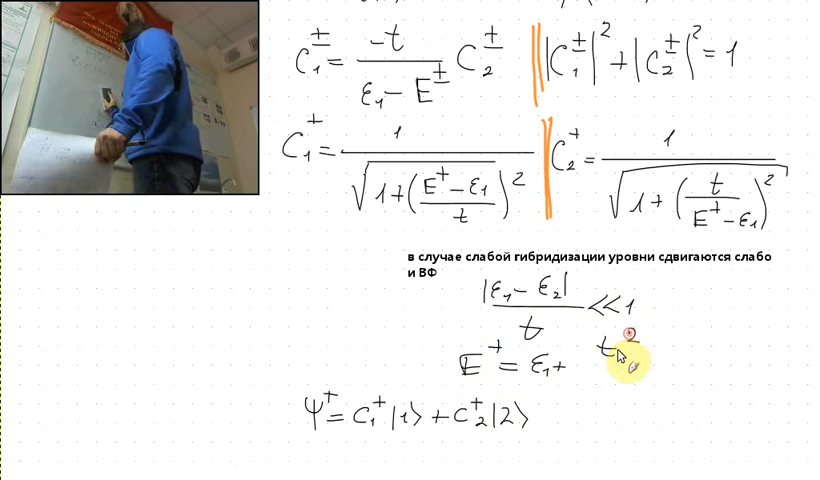 C₁^± = -t / (ε₁ - E^±) C₂^± || |C₁^±|² + |C₂^±|² = 1
C₁⁺ = 1 / √(1 + ((E⁺ - ε₁) / t)²) || C₂⁺ = 1 / √(1 + (t / (E⁺ - ε₁))²)
в случае слабой гибридизации уровни сдвигаются слабо
и ВФ
|ε₁ - ε₂| / t << 1
E⁺ = ε₁ +
Ψ⁺ = C₁⁺ |1⟩ + C₂⁺ |2⟩